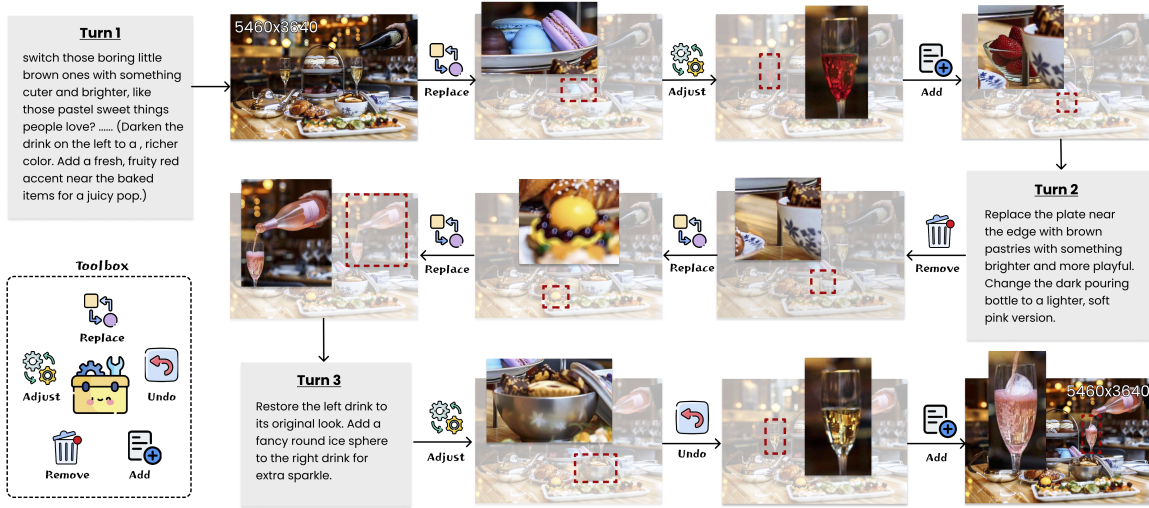 Turn 1
switch those boring little
brown ones with something
cuter and brighter, like
those pastel sweet things
people love? ...... (Darken the
drink on the left to a , richer
color. Add a fresh, fruity red
accent near the baked
items for a juicy pop.)
5460x3640
Replace
Adjust
Add
Turn 2
Replace the plate near
the edge with brown
pastries with something
brighter and more playful.
Change the dark pouring
bottle to a lighter, soft
pink version.
Remove
Replace
Replace
Toolbox
Replace
Adjust
Undo
Remove
Add
Turn 3
Restore the left drink to
its original look. Add a
fancy round ice sphere
to the right drink for
extra sparkle.
Adjust
Undo
Add
5460x3640